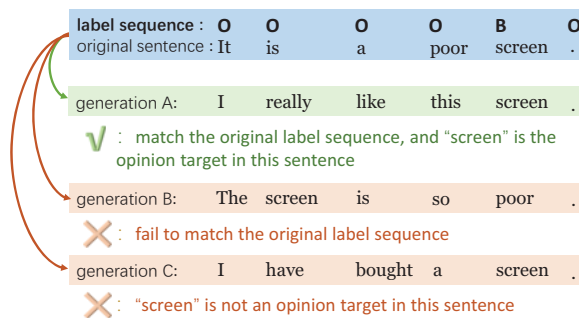 label sequence : O O O O B O
original sentence : It is a poor screen .
generation A: I really like this screen .
√ : match the original label sequence, and “screen” is the
opinion target in this sentence
generation B: The screen is so poor .
✕ : fail to match the original label sequence
generation C: I have bought a screen .
✕ : “screen” is not an opinion target in this sentence